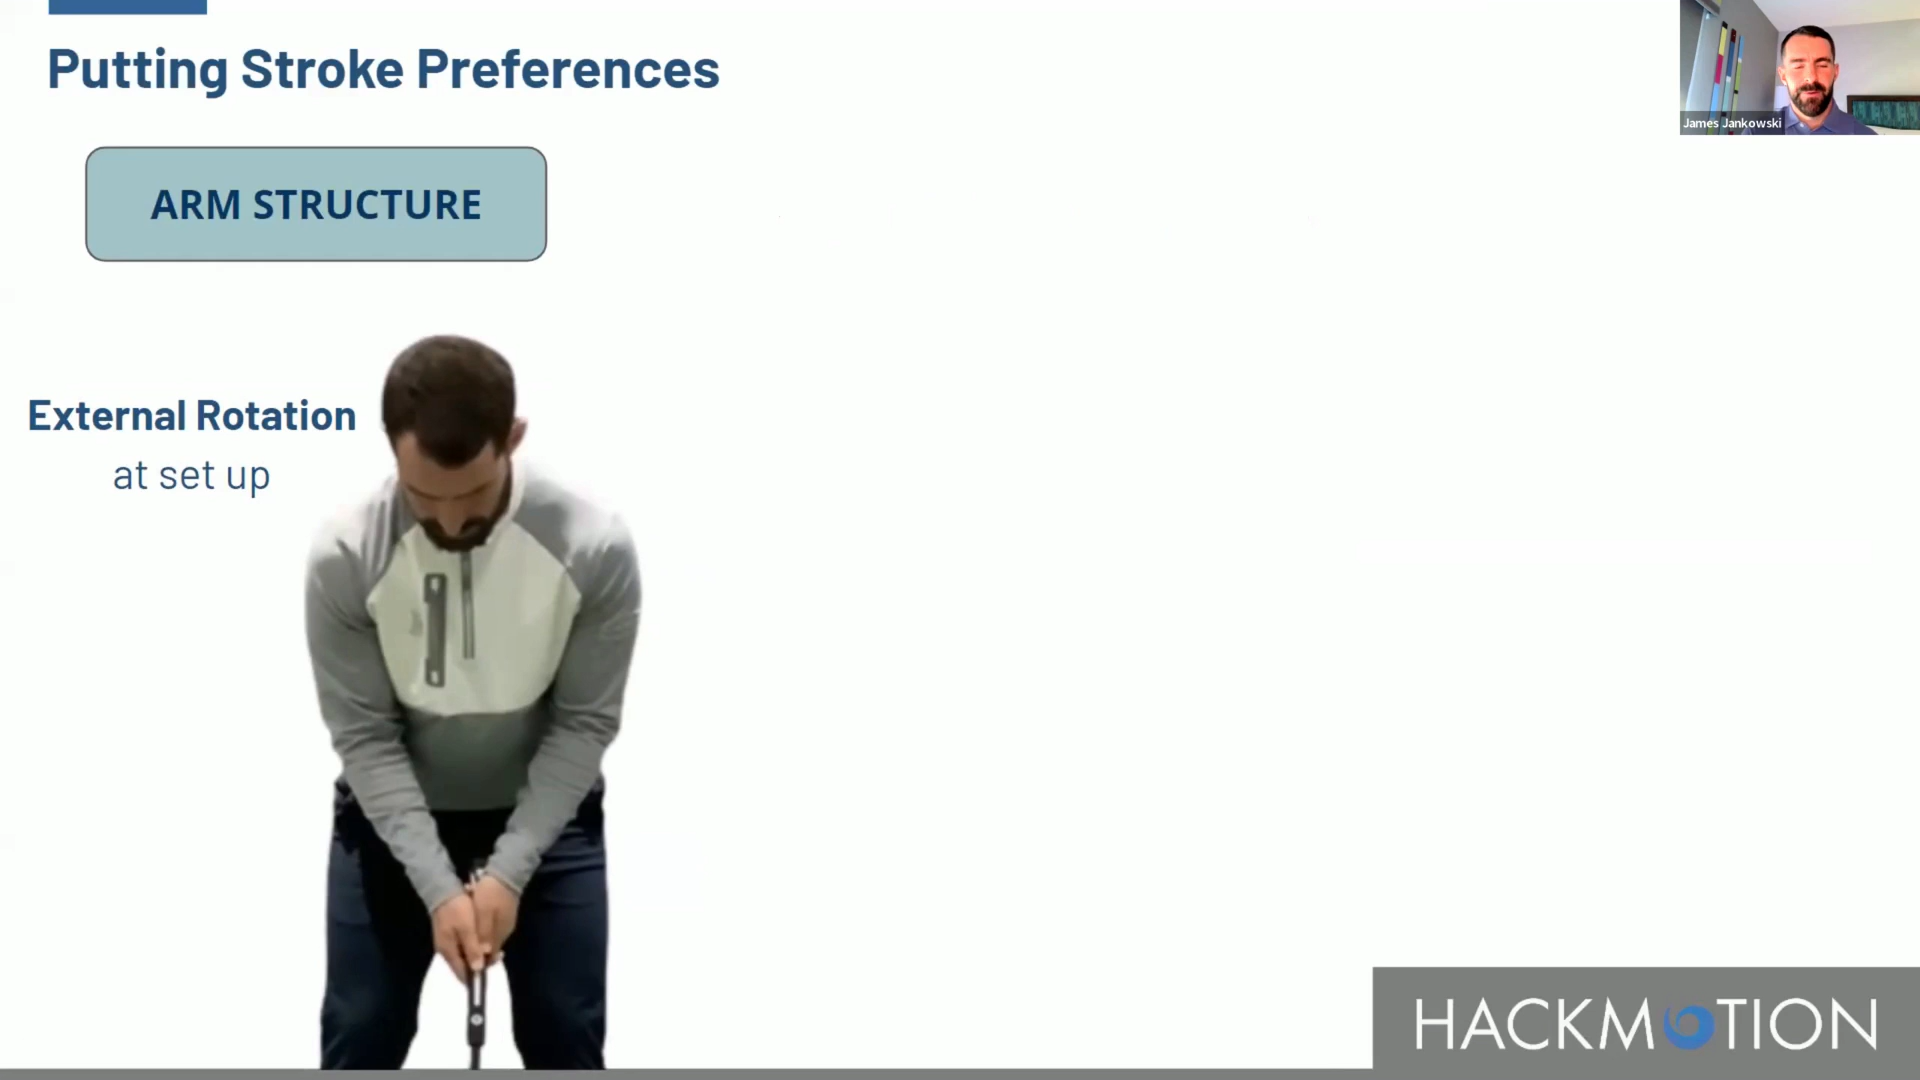 Putting Stroke Preferences
James Jankowski
ARM STRUCTURE
External Rotation
at set up
HACKMOTION